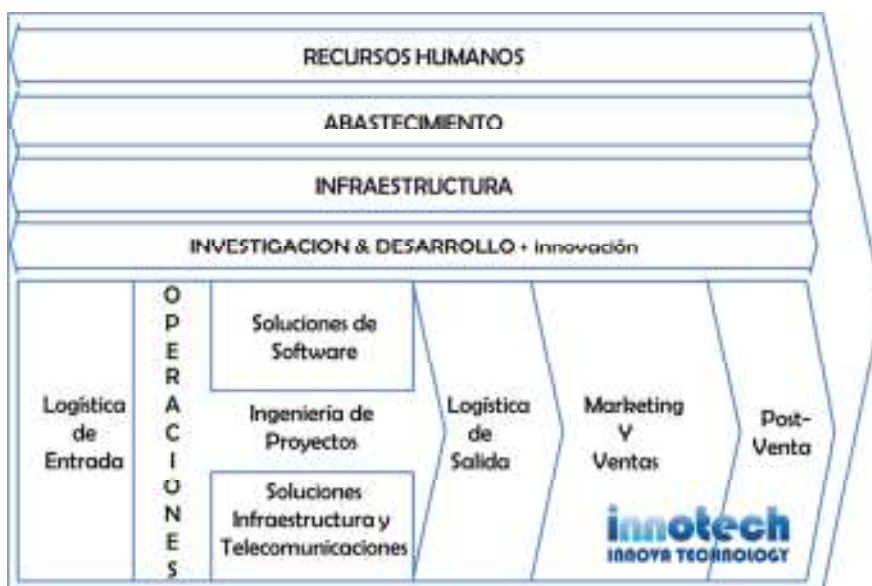 RECURSOS HUMANOS
ABASTECIMIENTO
INFRAESTRUCTURA
INVESTIGACION & DESARROLLO + innovación
Logística
de
Entrada
OPERACIONES
Soluciones de
Software
Ingeniería de
Proyectos
Soluciones
Infraestructura y
Telecomunicaciones
Logística
de
Salida
Marketing
Y
Ventas
Post-
Venta
innotech
INNOVA TECHNOLOGY